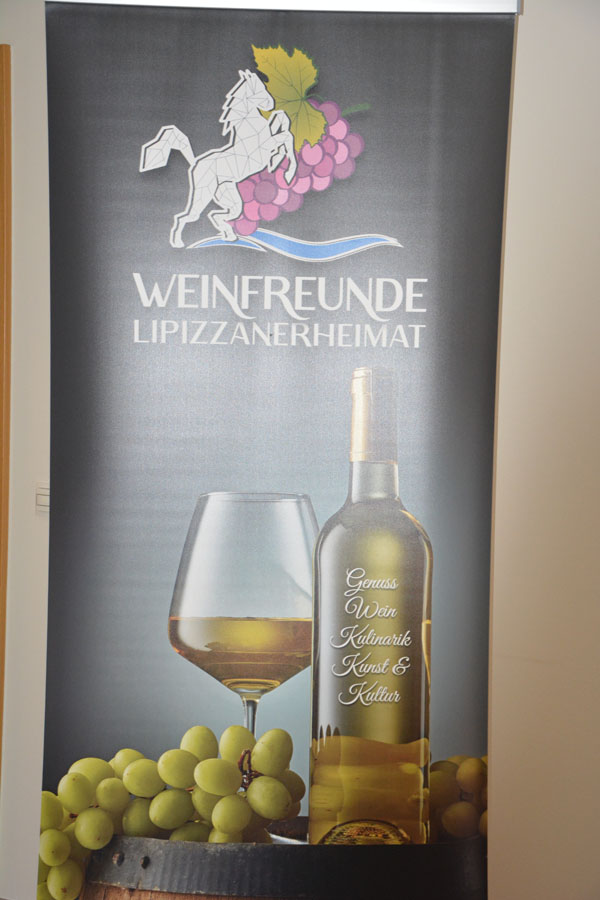 WEINFREUNDE
LIPIZZANERHEIMAT
Genuss
Wein
Kulinarik
Kunst &
Kultur